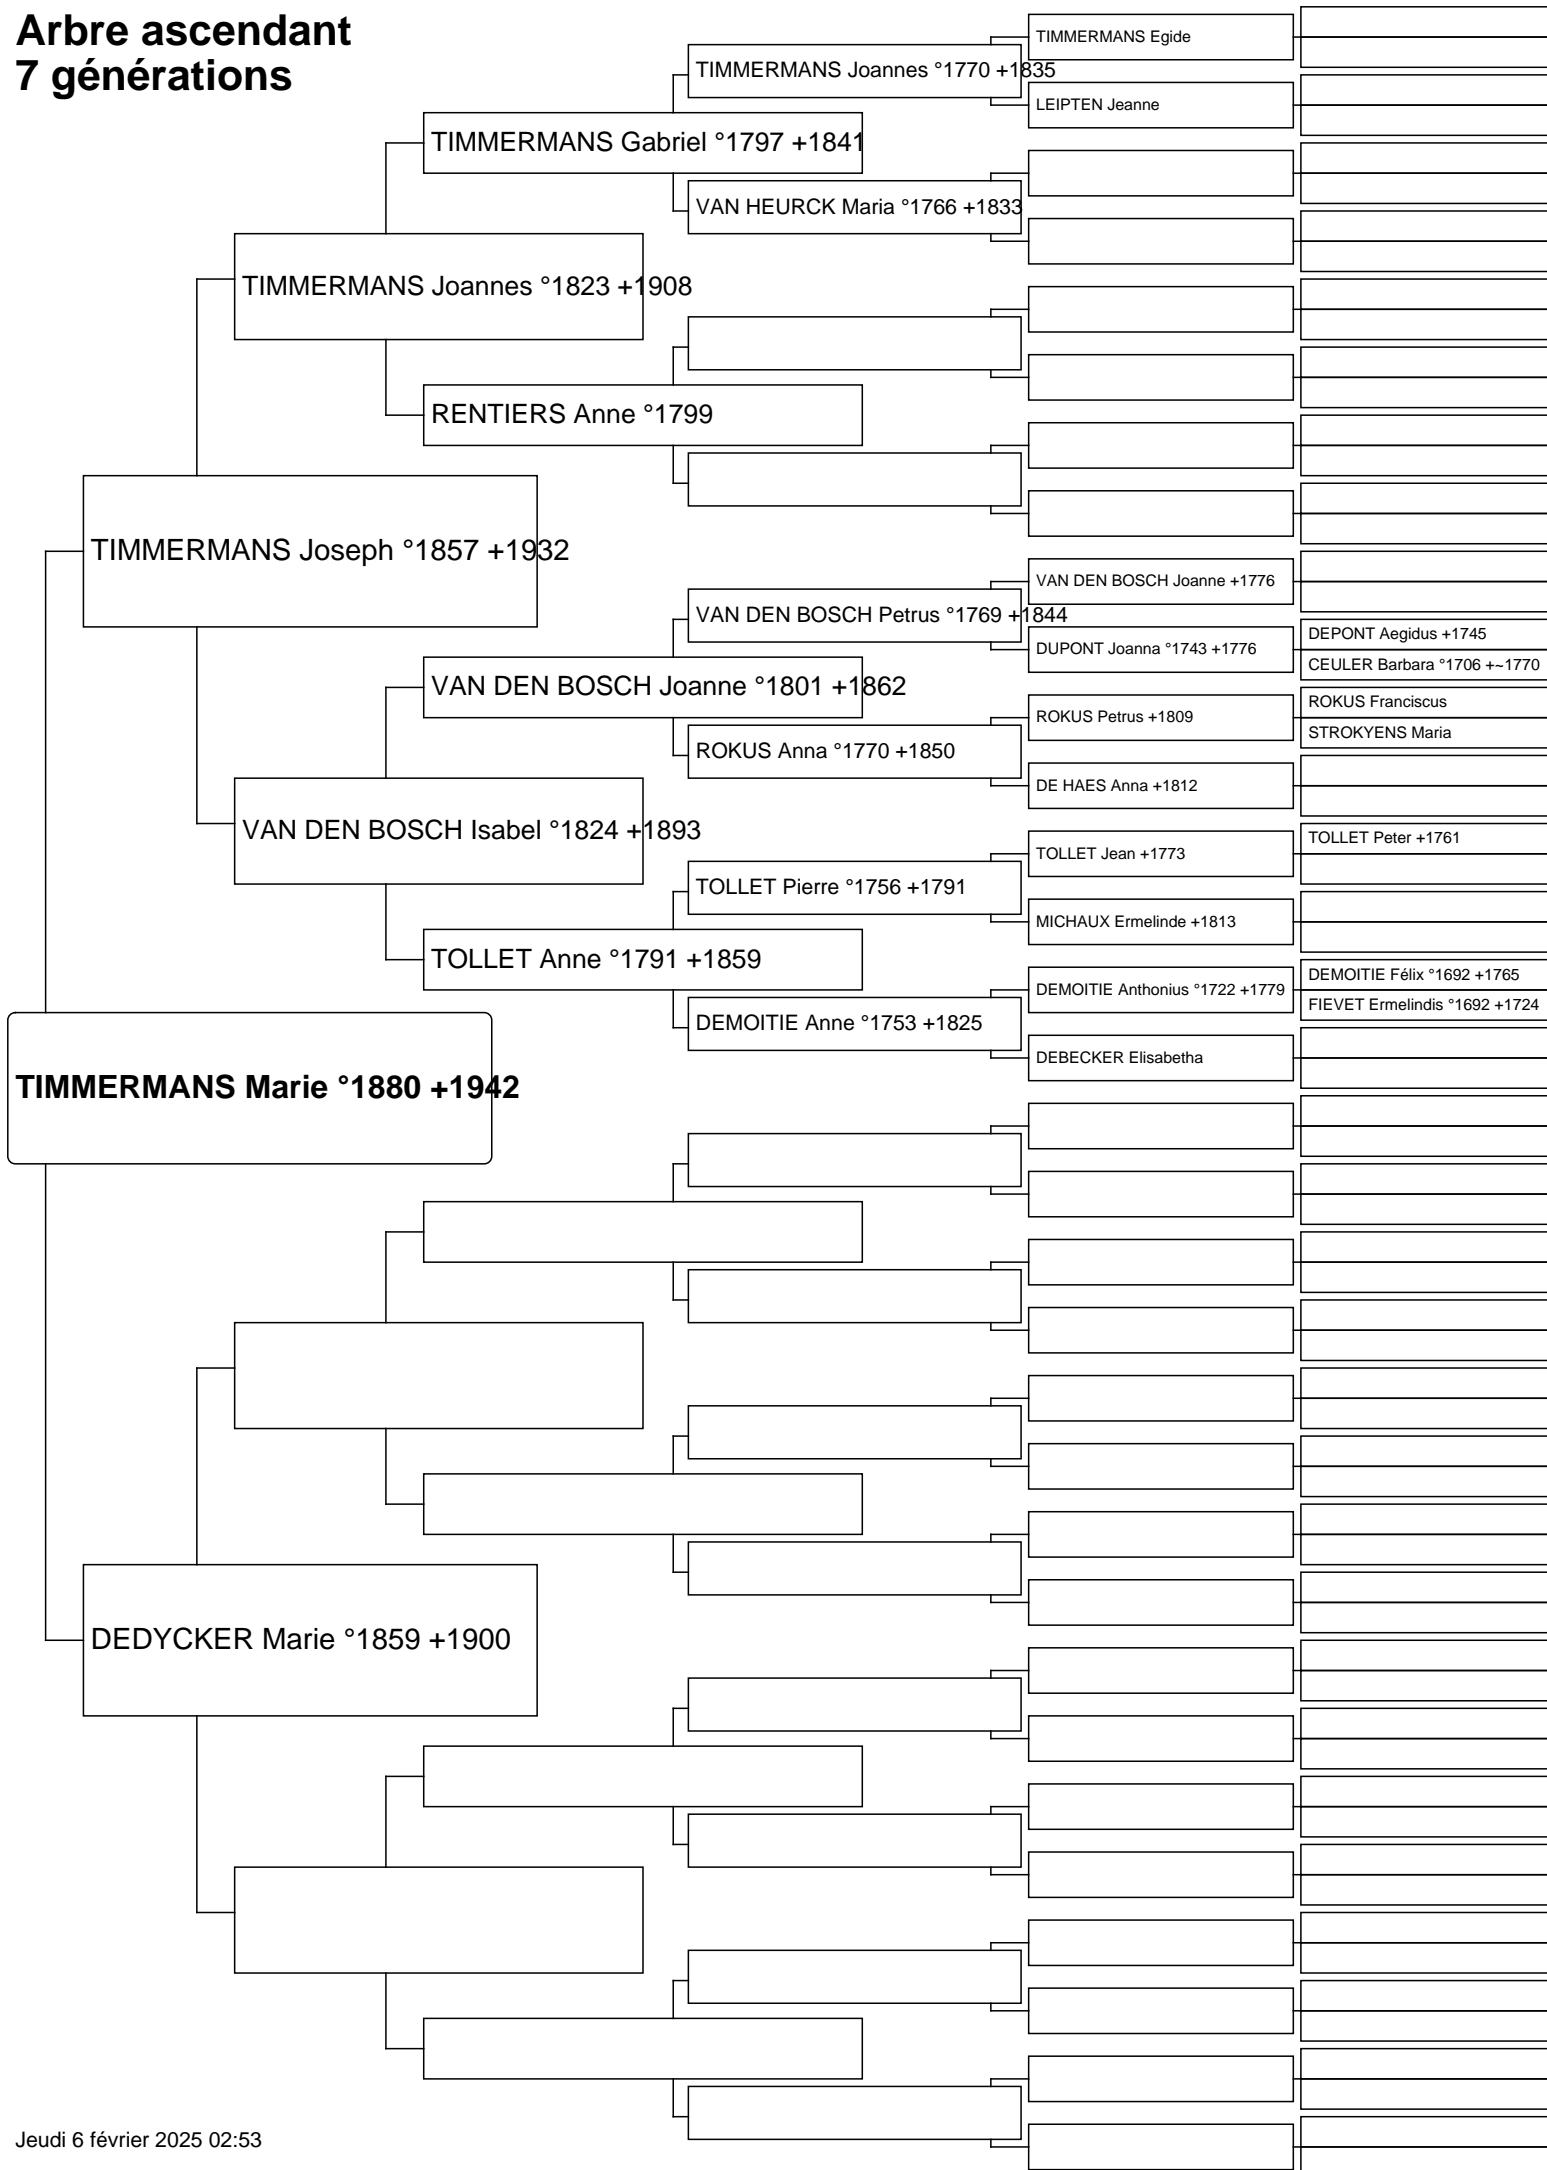 Arbre ascendant
7 générations
TIMMERMANS Egide
TIMMERMANS Joannes °1770 +1835
LEIPTEN Jeanne
TIMMERMANS Gabriel °1797 +1841
VAN HEURCK Maria °1766 +1833
TIMMERMANS Joannes °1823 +1908
RENTIERS Anne °1799
TIMMERMANS Joseph °1857 +1932
VAN DEN BOSCH Joanne +1776
VAN DEN BOSCH Petrus °1769 +1844
DEPONT Aegidus +1745
DUPONT Joanna °1743 +1776
CEULER Barbara °1706 +~1770
VAN DEN BOSCH Joanne °1801 +1862
ROKUS Franciscus
ROKUS Petrus +1809
STROKYENS Maria
ROKUS Anna °1770 +1850
DE HAES Anna +1812
VAN DEN BOSCH Isabel °1824 +1893
TOLLET Peter +1761
TOLLET Jean +1773
TOLLET Pierre °1756 +1791
MICHAUX Ermelinde +1813
TOLLET Anne °1791 +1859
DEMOITIE Félix °1692 +1765
DEMOITIE Anthonius °1722 +1779
FIEVET Ermelindis °1692 +1724
DEMOITIE Anne °1753 +1825
DEBECKER Elisabetha
TIMMERMANS Marie °1880 +1942
DEDYCKER Marie °1859 +1900
Jeudi 6 février 2025 02:53